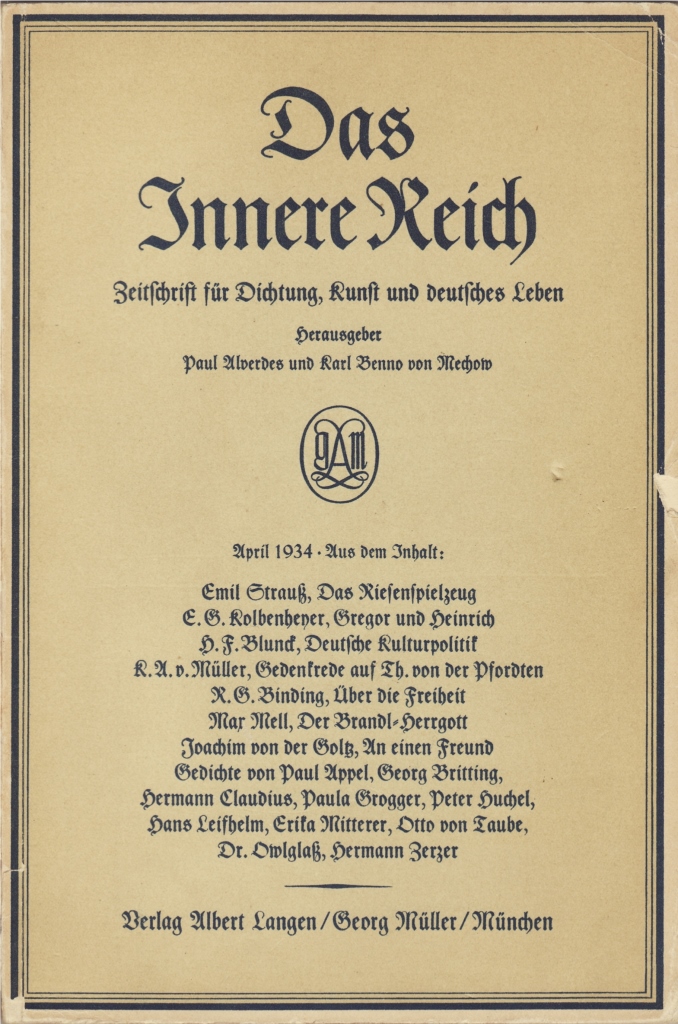 Das
Innere Reich
Zeitschrift für Dichtung, Kunst und deutsches Leben
Herausgeber
Paul Alverdes und Karl Benno von Mechow
gAm
April 1934 · Aus dem Inhalt:
Emil Strauß, Das Riesenspielzeug
E. G. Kolbenheyer, Gregor und Heinrich
H. F. Blunck, Deutsche Kulturpolitik
K. A. v. Müller, Gedenkrede auf Th. von der Pfordten
R. G. Binding, Über die Freiheit
Max Mell, Der Brandl-Herrgott
Joachim von der Goltz, An einen Freund
Gedichte von Paul Appel, Georg Britting,
Hermann Claudius, Paula Grogger, Peter Huchel,
Hans Leifhelm, Erika Mitterer, Otto von Taube,
Dr. Owlglaß, Hermann Zerzer
Verlag Albert Langen / Georg Müller / München